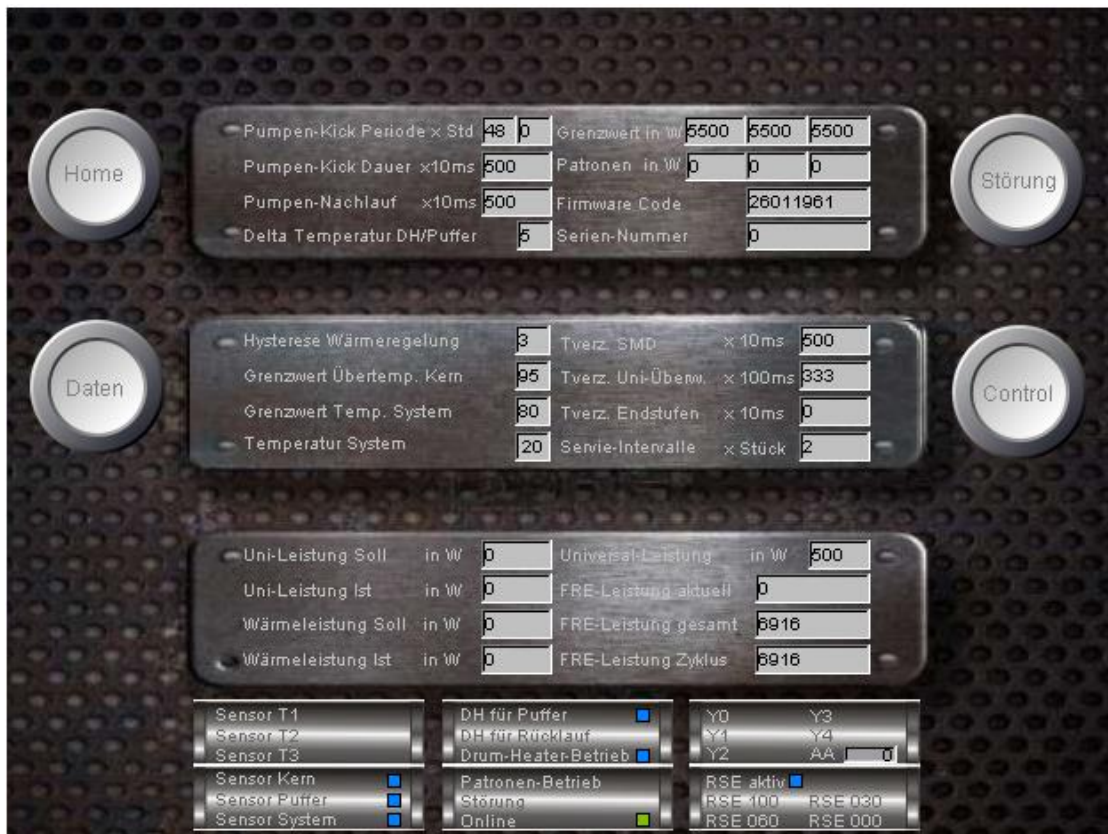 Home
Störung
Daten
Control
Pumpen-Kick Periode x Std 48 0 Grenzwert in W 5500 5500 5500
Pumpen-Kick Dauer x10ms 500 Patronen in W 0 0 0
Pumpen-Nachlauf x10ms 500 Firmware Code 26011961
Delta Temperatur DH/Puffer 5 Serien-Nummer 0
Hysterese Wärmeregelung 3 Tverz. SMD x 10ms 500
Grenzwert Übertemp. Kern 95 Tverz. Uni-Überw. x 100ms 333
Grenzwert Temp. System 80 Tverz. Endstufen x 10ms 0
Temperatur System 20 Servie-Intervalle x Stück 2
Uni-Leistung Soll in W 0 Universal-Leistung in W 500
Uni-Leistung Ist in W 0 FRE-Leistung aktuell 0
Wärmeleistung Soll in W 0 FRE-Leistung gesamt 6916
Wärmeleistung Ist in W 0 FRE-Leistung Zyklus 6916
Sensor T1
Sensor T2
Sensor T3
DH für Puffer
DH für Rücklauf
Drum-Heater-Betrieb
Y0 Y3
Y1 Y4
Y2 AA 0
Sensor Kern
Sensor Puffer
Sensor System
Patronen-Betrieb
Störung
Online
RSE aktiv
RSE 100 RSE 030
RSE 060 RSE 000